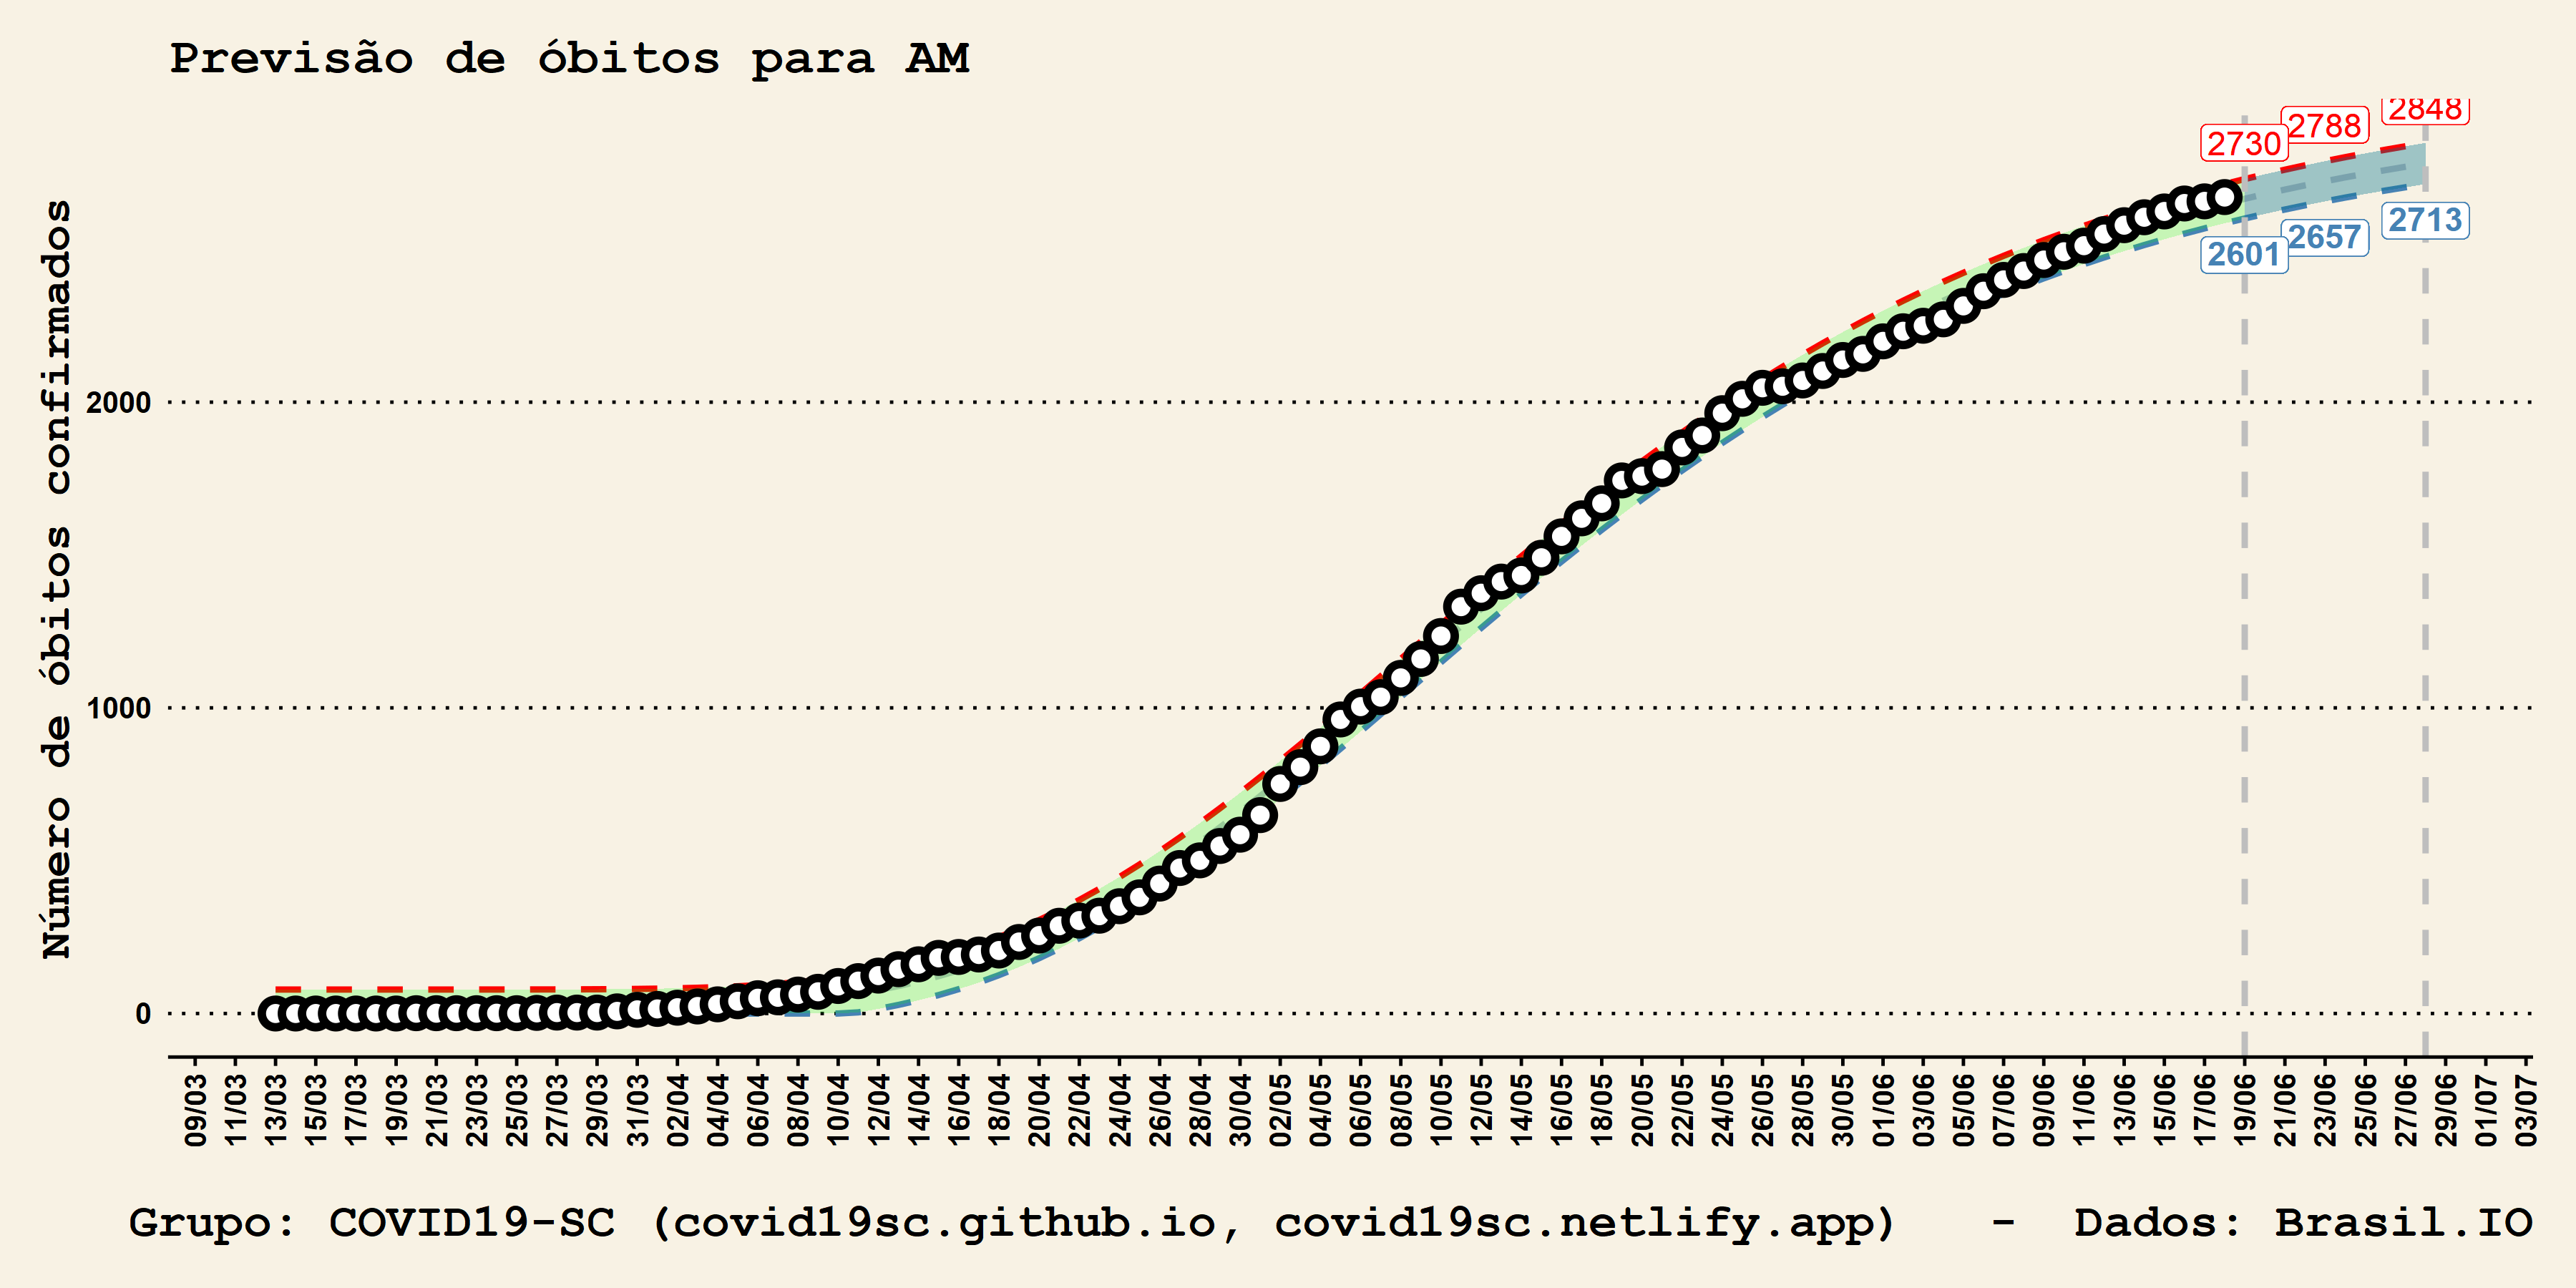 Previsão de óbitos para AM
Número de óbitos confirmados
2848
2788
2730
2713
2657
2601
2000
1000
0
09/03 11/03 13/03 15/03 17/03 19/03 21/03 23/03 25/03 27/03 29/03 31/03 02/04 04/04 06/04 08/04 10/04 12/04 14/04 16/04 18/04 20/04 22/04 24/04 26/04 28/04 30/04 02/05 04/05 06/05 08/05 10/05 12/05 14/05 16/05 18/05 20/05 22/05 24/05 26/05 28/05 30/05 01/06 03/06 05/06 07/06 09/06 11/06 13/06 15/06 17/06 19/06 21/06 23/06 25/06 27/06 29/06 01/07 03/07
Grupo: COVID19-SC (covid19sc.github.io, covid19sc.netlify.app) - Dados: Brasil.IO